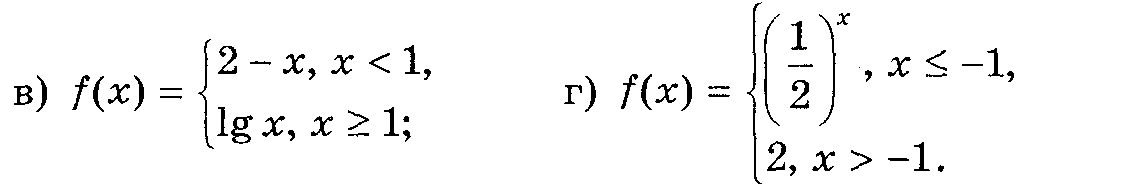 в) f(x) = { 2 − x, x < 1,
lg x, x ≥ 1;
г) f(x) = { (1/2)^x, x ≤ −1,
2, x > −1.